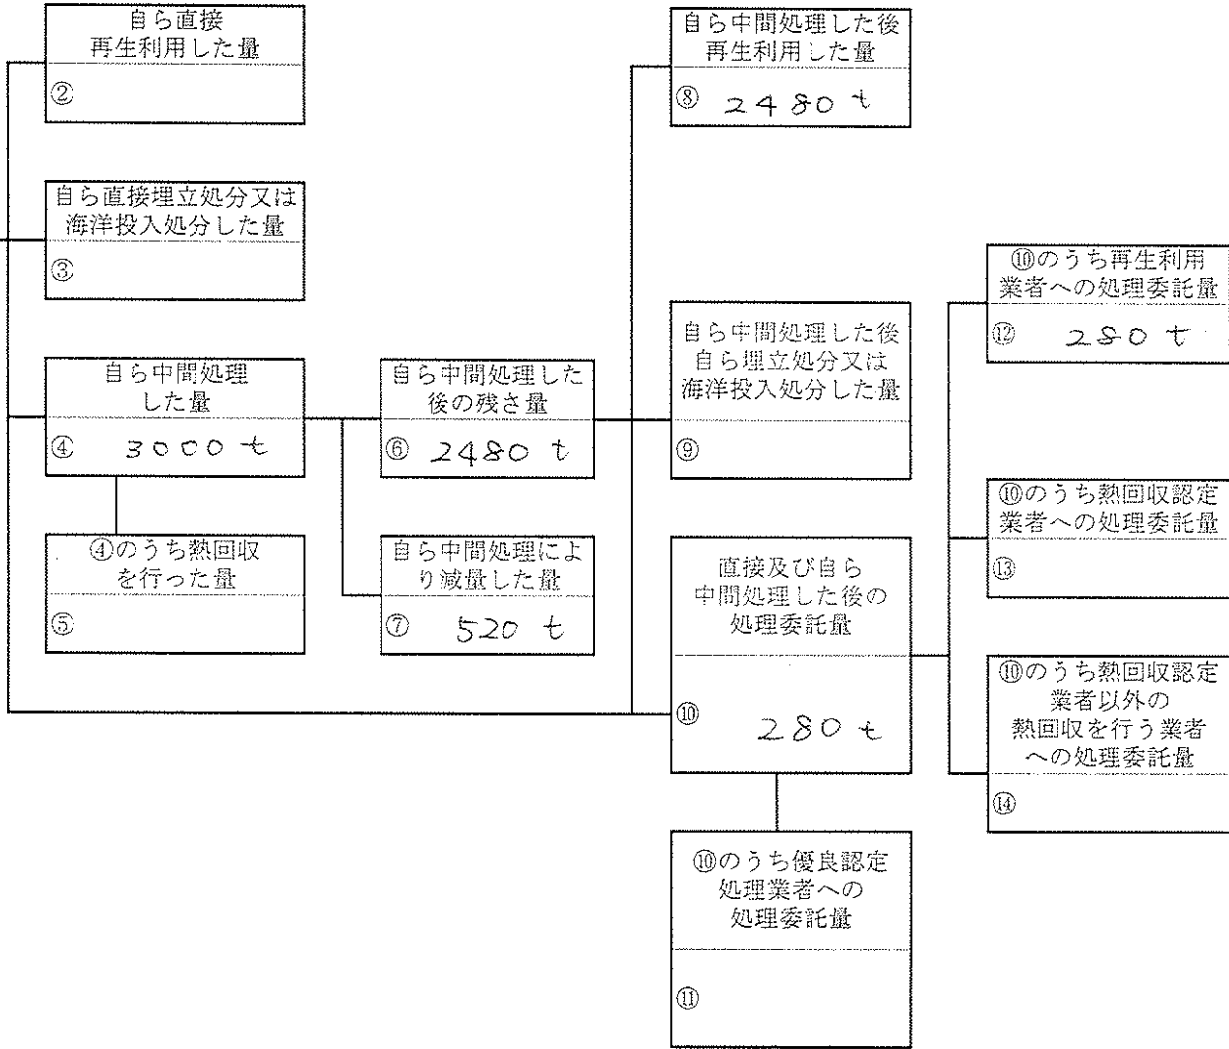 自ら直接
再生利用した量
②
自ら直接埋立処分又は
海洋投入処分した量
③
自ら中間処理
した量
④ 3000 t
④のうち熱回収
を行った量
⑤
自ら中間処理した
後の残さ量
⑥ 2480 t
自ら中間処理によ
り減量した量
⑦ 520 t
自ら中間処理した後
再生利用した量
⑧ 2480 t
自ら中間処理した後
自ら埋立処分又は
海洋投入処分した量
⑨
直接及び自ら
中間処理した後の
処理委託量
⑩ 280 t
⑩のうち優良認定
処理業者への
処理委託量
⑪
⑩のうち再生利用
業者への処理委託量
⑫ 280 t
⑩のうち熱回収認定
業者への処理委託量
⑬
⑩のうち熱回収認定
業者以外の
熱回収を行う業者
への処理委託量
⑭